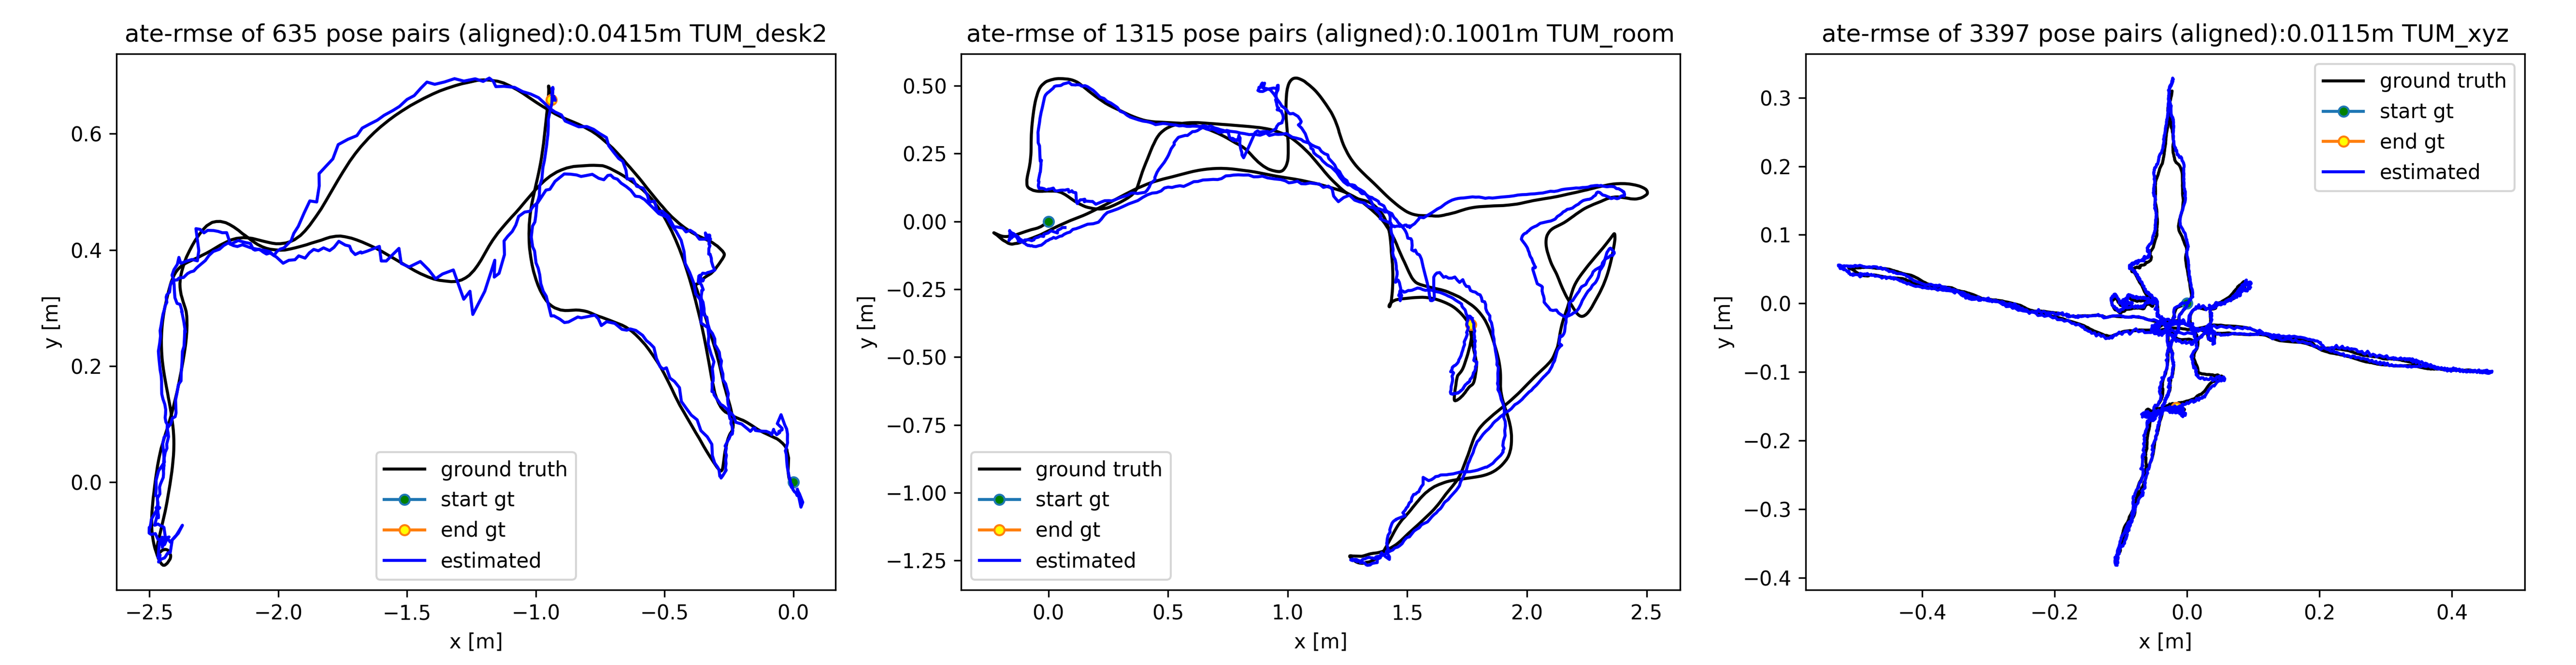 ate-rmse of 635 pose pairs (aligned):0.0415m TUM_desk2
0.6
0.4
0.2
0.0
y [m]
ground truth
start gt
end gt
estimated
−2.5 −2.0 −1.5 −1.0 −0.5 0.0
x [m]
ate-rmse of 1315 pose pairs (aligned):0.1001m TUM_room
0.50
0.25
0.00
−0.25
−0.50
−0.75
−1.00
−1.25
y [m]
ground truth
start gt
end gt
estimated
0.0 0.5 1.0 1.5 2.0 2.5
x [m]
ate-rmse of 3397 pose pairs (aligned):0.0115m TUM_xyz
0.3
0.2
0.1
0.0
−0.1
−0.2
−0.3
−0.4
y [m]
ground truth
start gt
end gt
estimated
−0.4 −0.2 0.0 0.2 0.4
x [m]